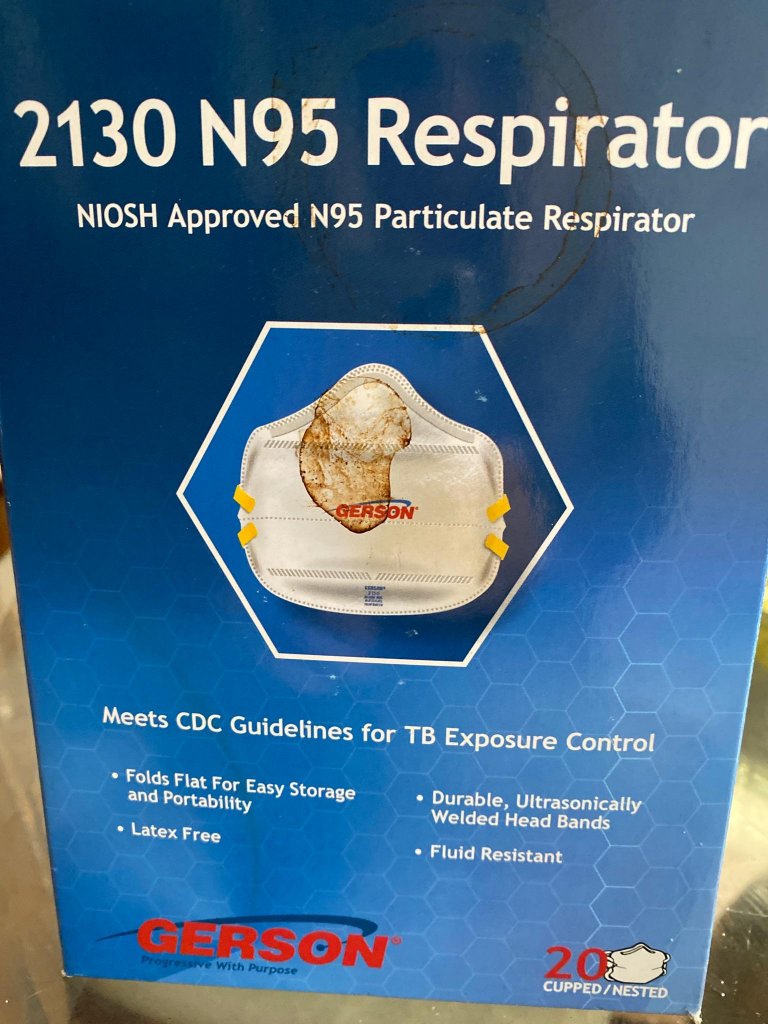 2130 N95 Respirator
NIOSH Approved N95 Particulate Respirator
GERSON
GERSON®
2130
Meets CDC Guidelines for TB Exposure Control
• Folds Flat For Easy Storage
and Portability
• Latex Free
• Durable, Ultrasonically
Welded Head Bands
• Fluid Resistant
GERSON®
Progressive With Purpose
20
CUPPED/NESTED